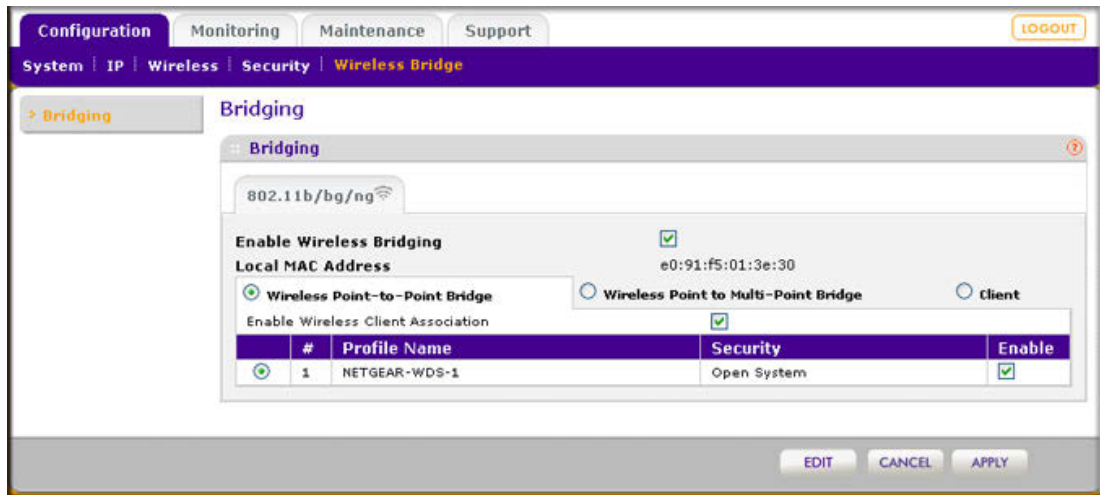 Configuration Monitoring Maintenance Support LOGOUT
System IP Wireless Security Wireless Bridge
> Bridging
Bridging
Bridging ?
802.11b/bg/ng
Enable Wireless Bridging
Local MAC Address e0:91:f5:01:3e:30
Wireless Point-to-Point Bridge Wireless Point to Multi-Point Bridge Client
Enable Wireless Client Association
# Profile Name Security Enable
1 NETGEAR-WDS-1 Open System
EDIT CANCEL APPLY